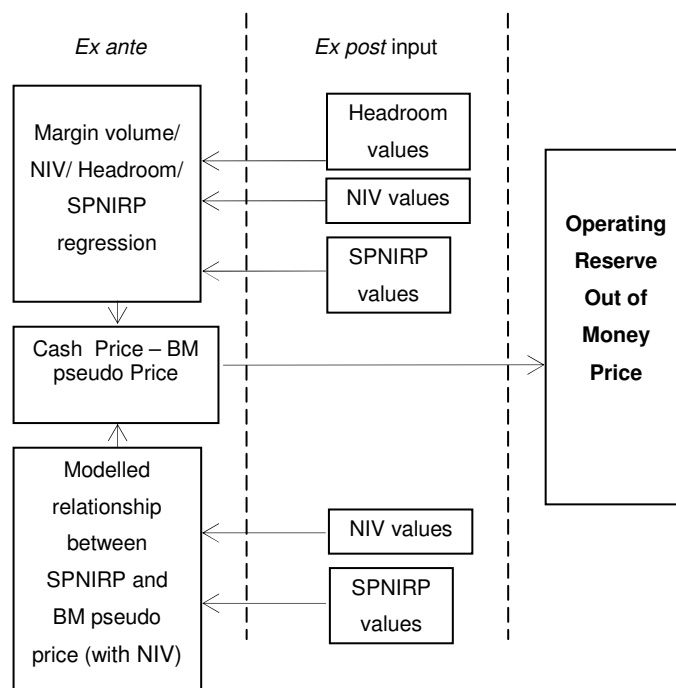 Ex ante
Ex post input
Margin volume/
NIV/ Headroom/
SPNIRP
regression
Headroom
values
NIV values
SPNIRP
values
Operating
Reserve
Out of
Money
Price
Cash Price – BM
pseudo Price
Modelled
relationship
between
SPNIRP and
BM pseudo
price (with NIV)
NIV values
SPNIRP
values